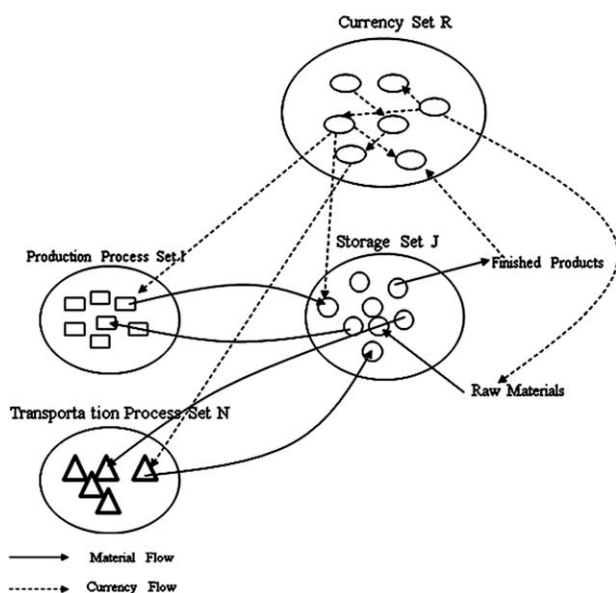 Currency Set R
Production Process Set I
Storage Set J
Finished Products
Raw Materials
Transporta tion Process Set N
Material Flow
Currency Flow